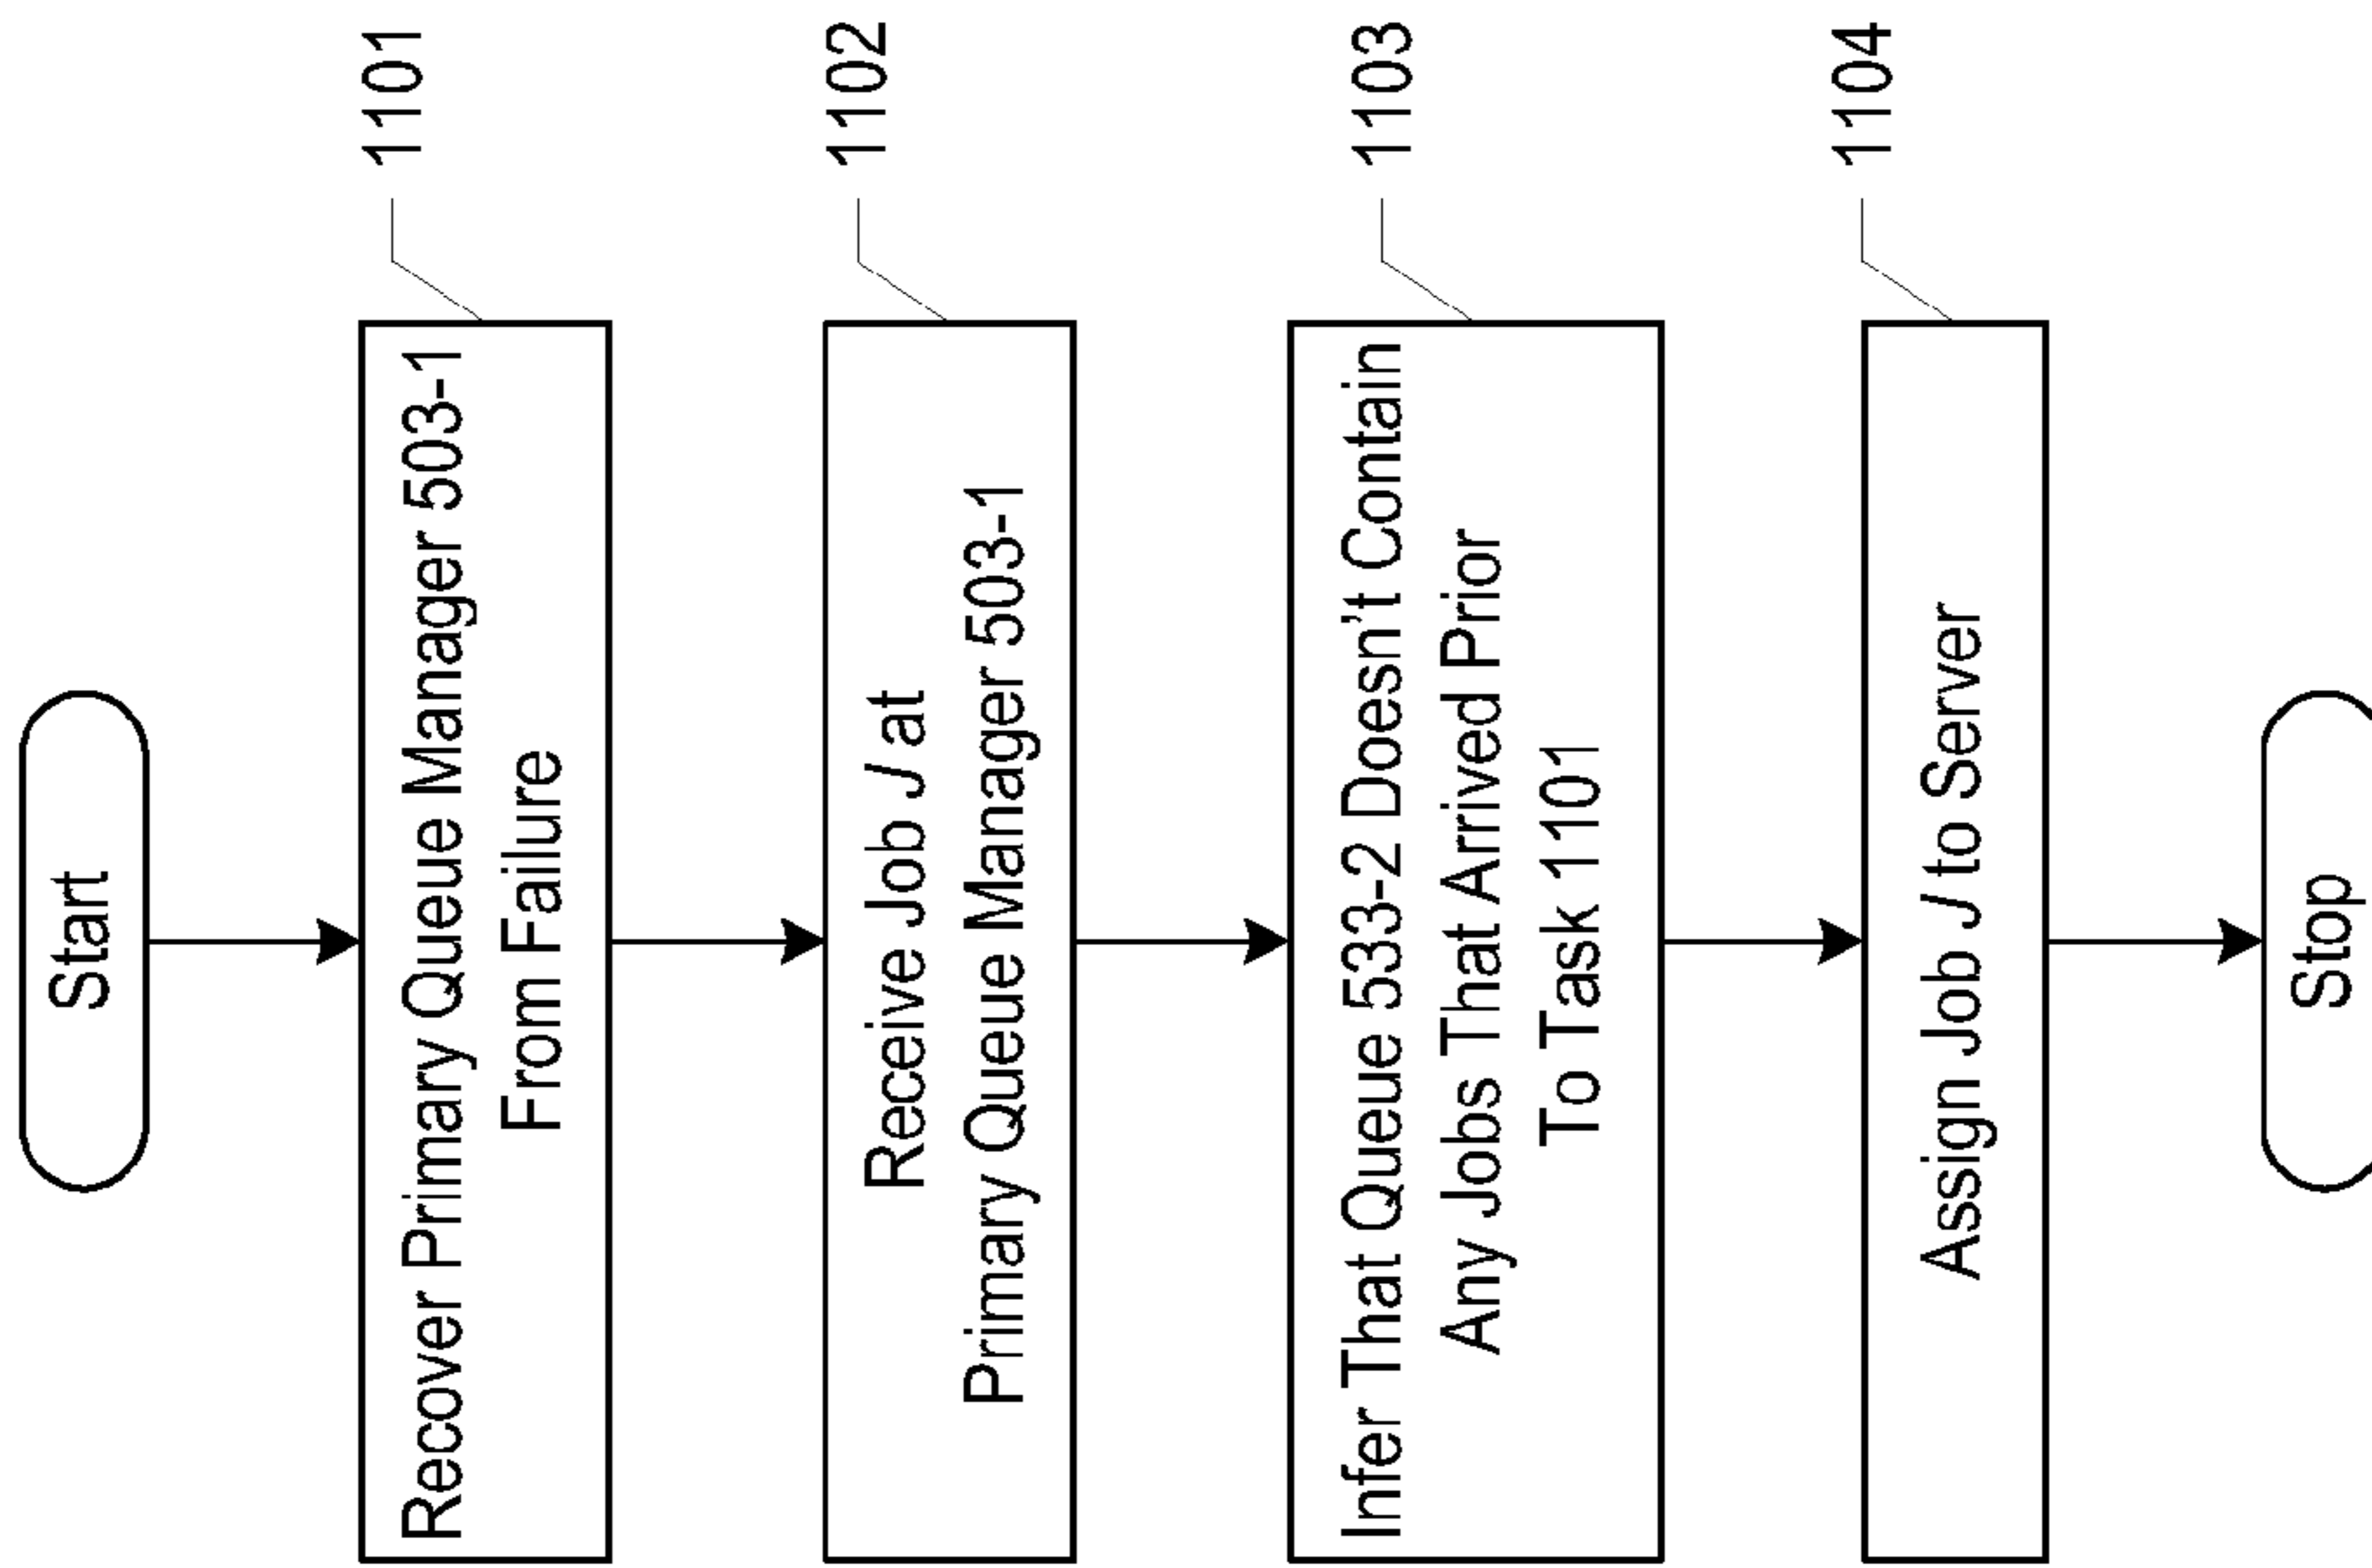 Start
Recover Primary Queue Manager 503-1
From Failure
1101
Receive Job J at
Primary Queue Manager 503-1
1102
Infer That Queue 533-2 Doesn't Contain
Any Jobs That Arrived Prior
To Task 1101
1103
Assign Job J to Server
1104
Stop